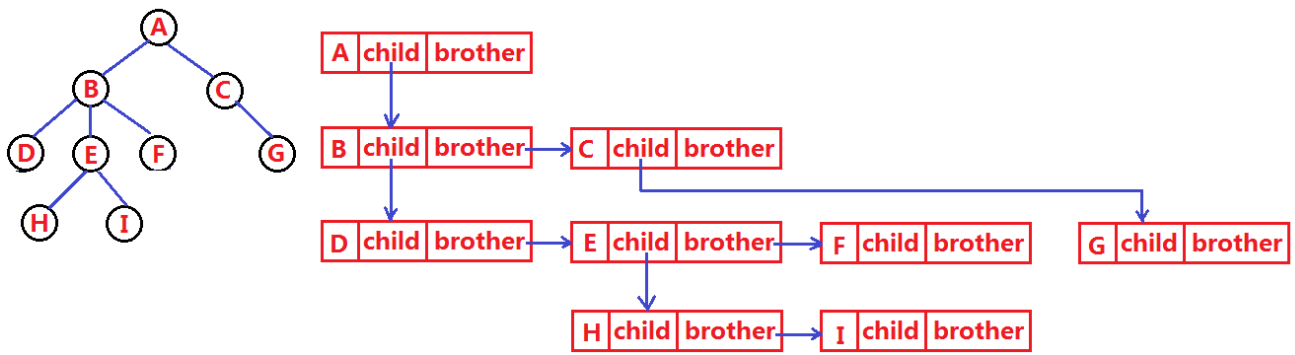 A
B
C
D
E
F
G
H
I
A child brother
B child brother
C child brother
D child brother
E child brother
F child brother
G child brother
H child brother
I child brother